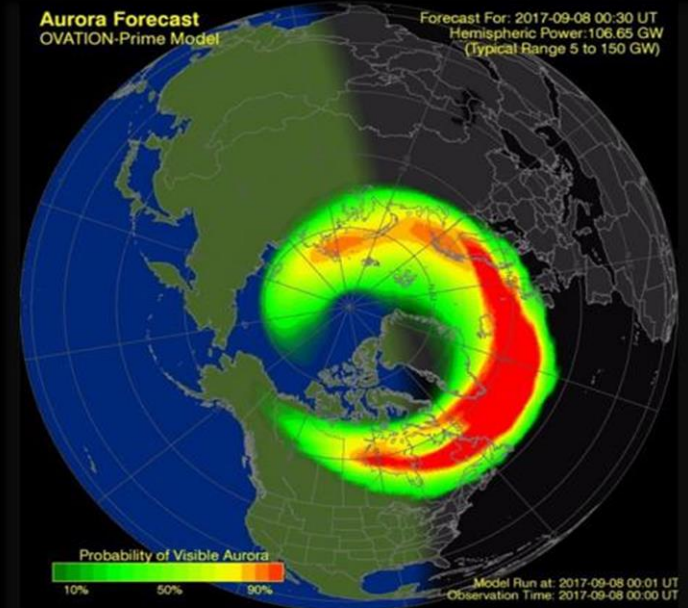 Aurora Forecast
OVATION-Prime Model
Forecast For: 2017-09-08 00:30 UT
Hemispheric Power:106.65 GW
(Typical Range 5 to 150 GW)
Probability of Visible Aurora
10% 50% 90%
Model Run at: 2017-09-08 00:01 UT
Observation Time: 2017-09-08 00:00 UT